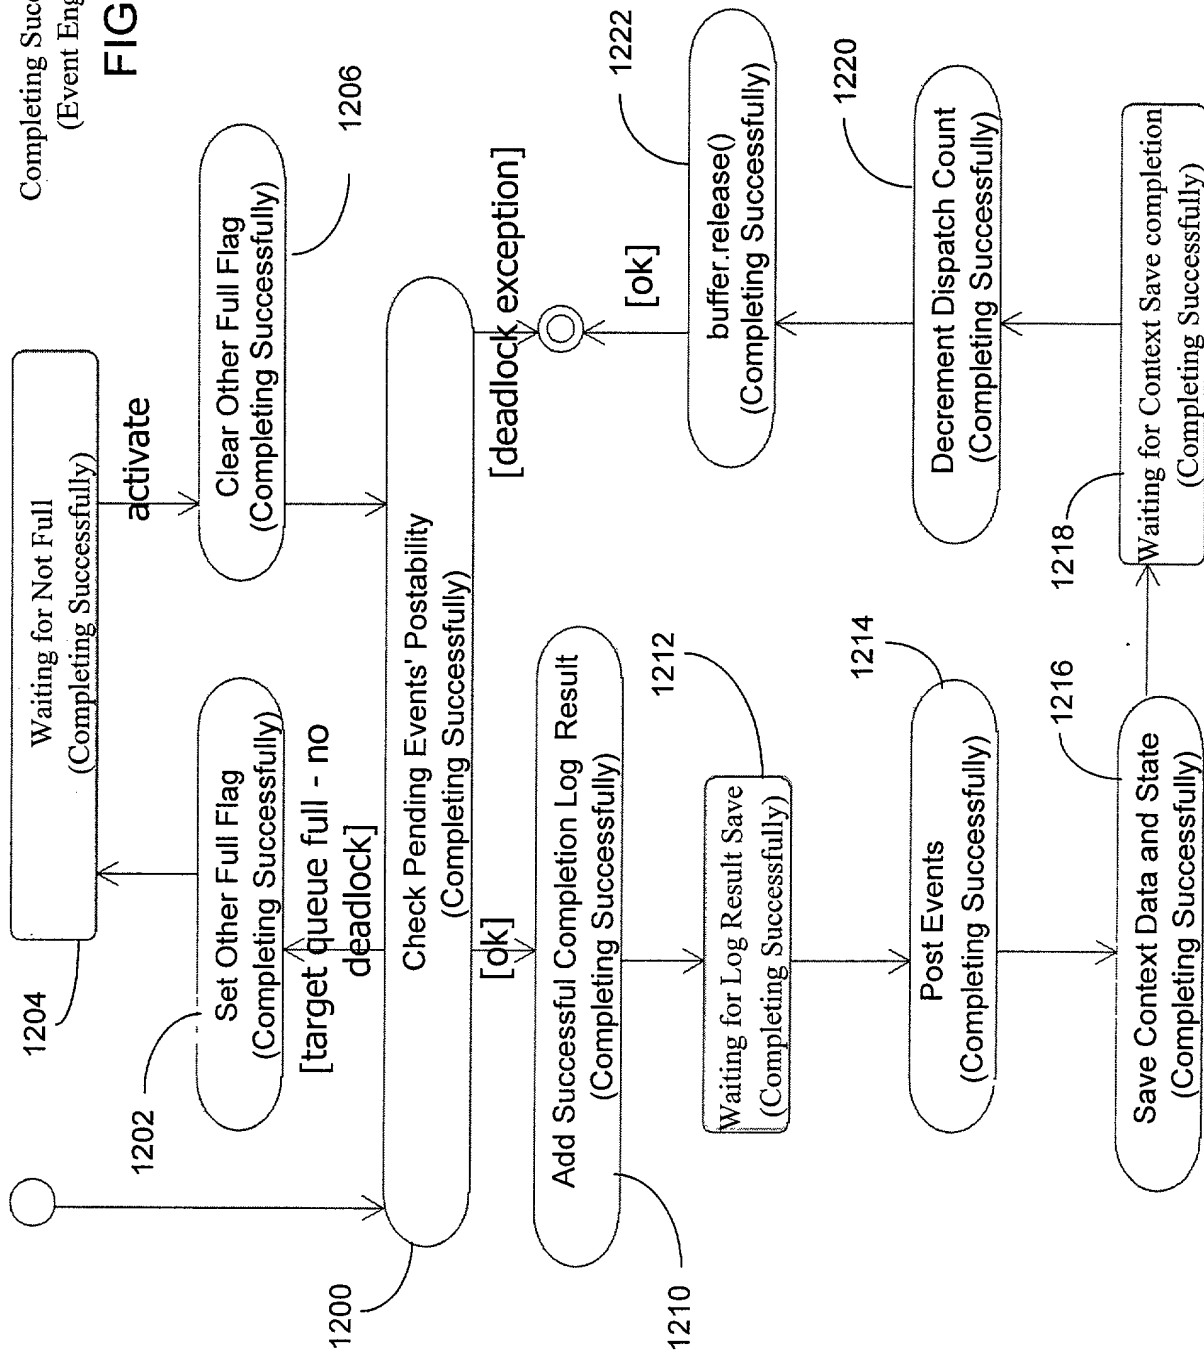 Completing Succ
(Event Eng
FIG
1204
Waiting for Not Full
(Completing Successfully)
activate
1202
Set Other Full Flag
(Completing Successfully)
Clear Other Full Flag
(Completing Successfully)
1206
[target queue full - no
deadlock]
1200
Check Pending Events' Postability
(Completing Successfully)
[ok]
[deadlock exception]
1210
Add Successful Completion Log Result
(Completing Successfully)
1212
Waiting for Log Result Save
(Completing Successfully)
1214
Post Events
(Completing Successfully)
1216
Save Context Data and State
(Completing Successfully)
1218
Waiting for Context Save completion
(Completing Successfully)
1220
Decrement Dispatch Count
(Completing Successfully)
1222
buffer.release()
(Completing Successfully)
[ok]